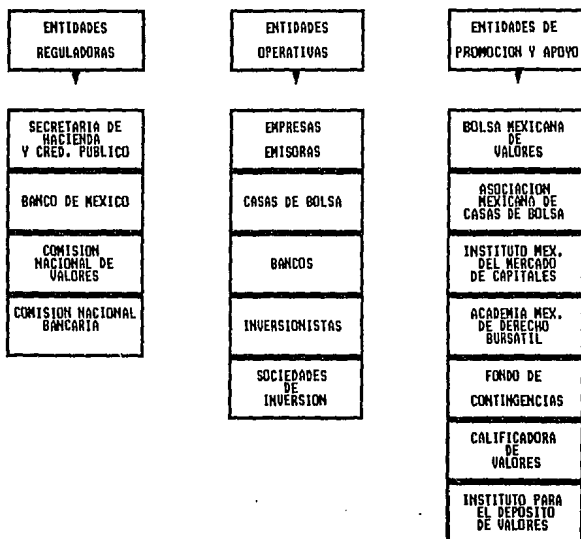 ENTIDADES
REGULADORAS
SECRETARIA DE
HACIENDA
Y CRED. PUBLICO
BANCO DE MEXICO
COMISION
NACIONAL DE
VALORES
COMISION NACIONAL
BANCARIA
ENTIDADES
OPERATIVAS
EMPRESAS
EMISORAS
CASAS DE BOLSA
BANCOS
INVERSIONISTAS
SOCIEDADES
DE
INVERSION
ENTIDADES DE
PROMOCION Y APOYO
BOLSA MEXICANA
DE
VALORES
ASOCIACION
MEXICANA DE
CASAS DE BOLSA
INSTITUTO MEX.
DEL MERCADO
DE CAPITALES
ACADEMIA MEX.
DE DERECHO
BURSATIL
FONDO DE
CONTINGENCIAS
CALIFICADORA
DE
VALORES
INSTITUTO PARA
EL DEPOSITO
DE VALORES